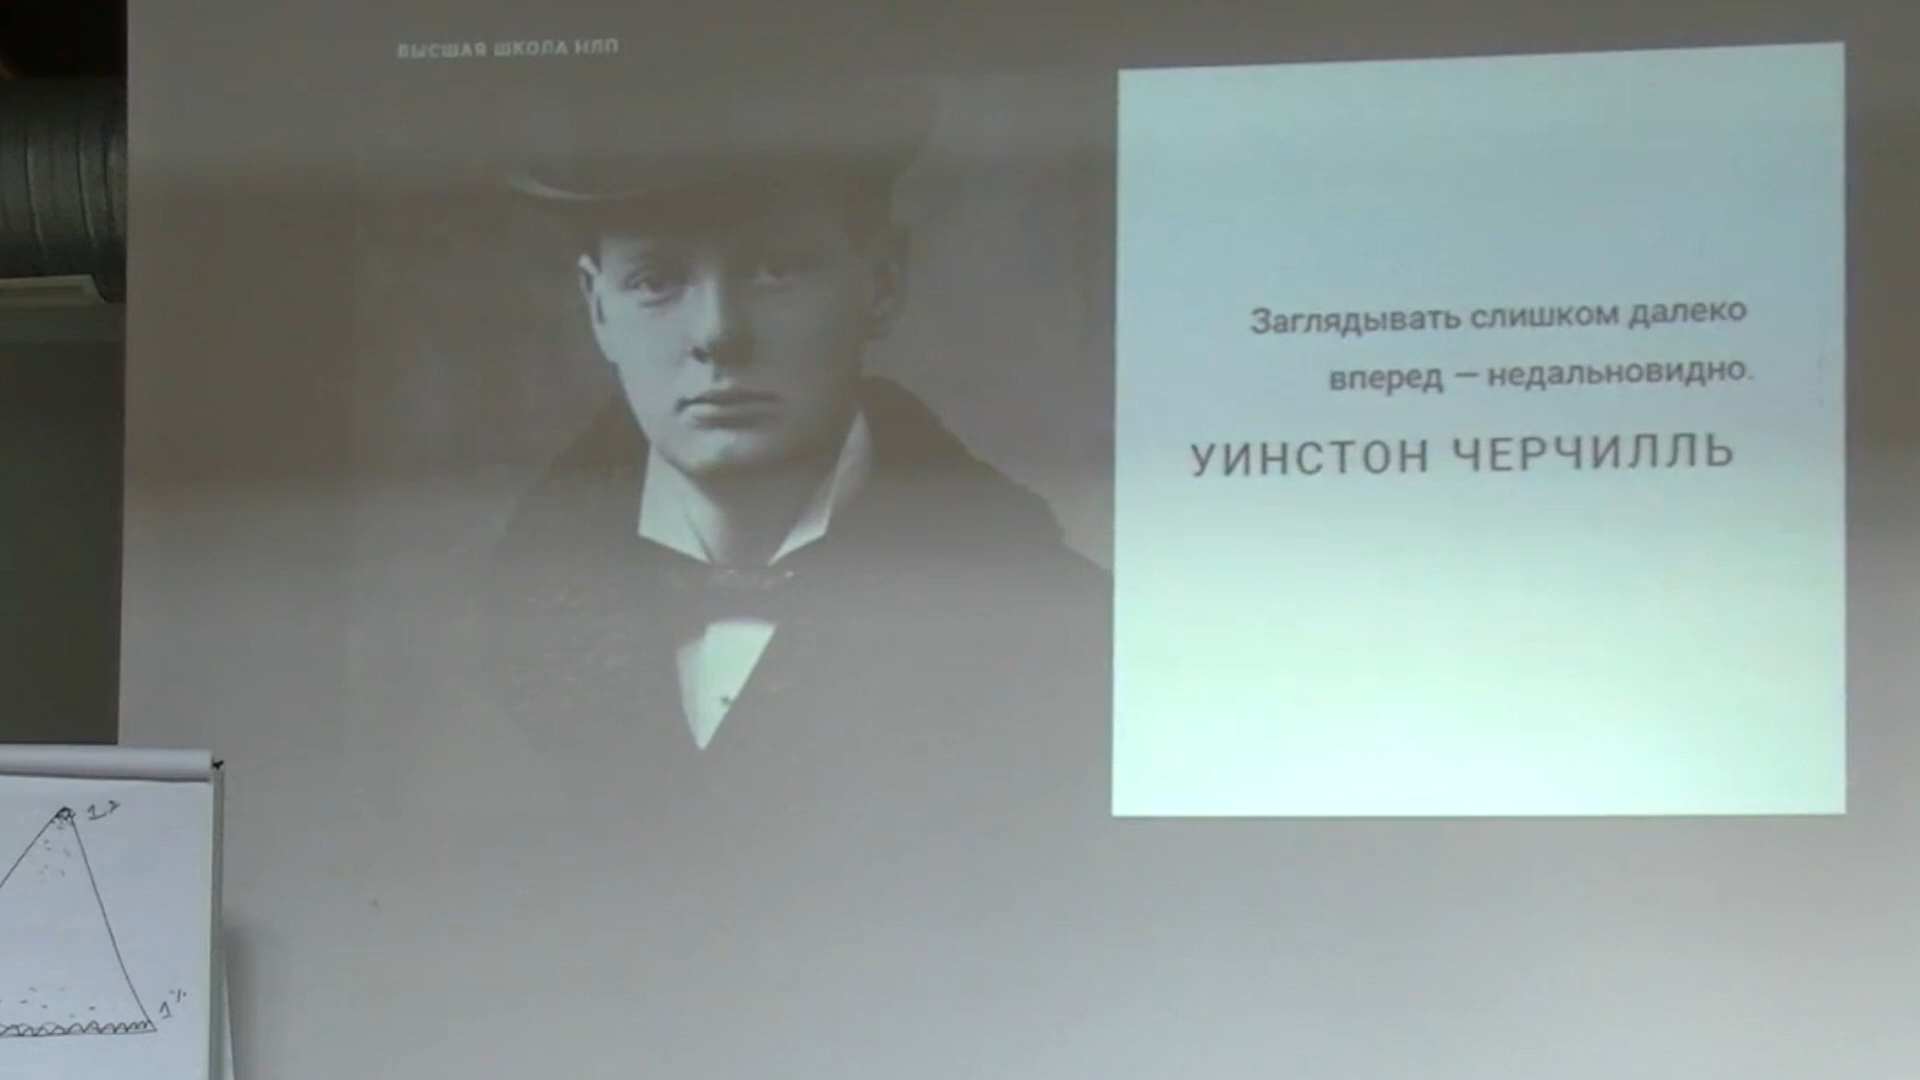 ВЫСШАЯ ШКОЛА НЛП
Заглядывать слишком далеко
вперед — недальновидно.
УИНСТОН ЧЕРЧИЛЛЬ
1%